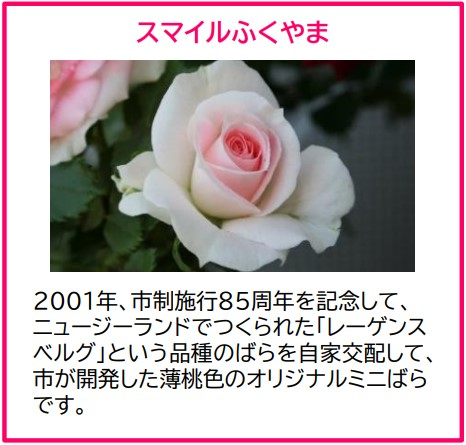 スマイルふくやま
2001年、市制施行85周年を記念して、
ニュージーランドでつくられた「レーゲンス
ベルグ」という品種のばらを自家交配して、
市が開発した薄桃色のオリジナルミニばら
です。